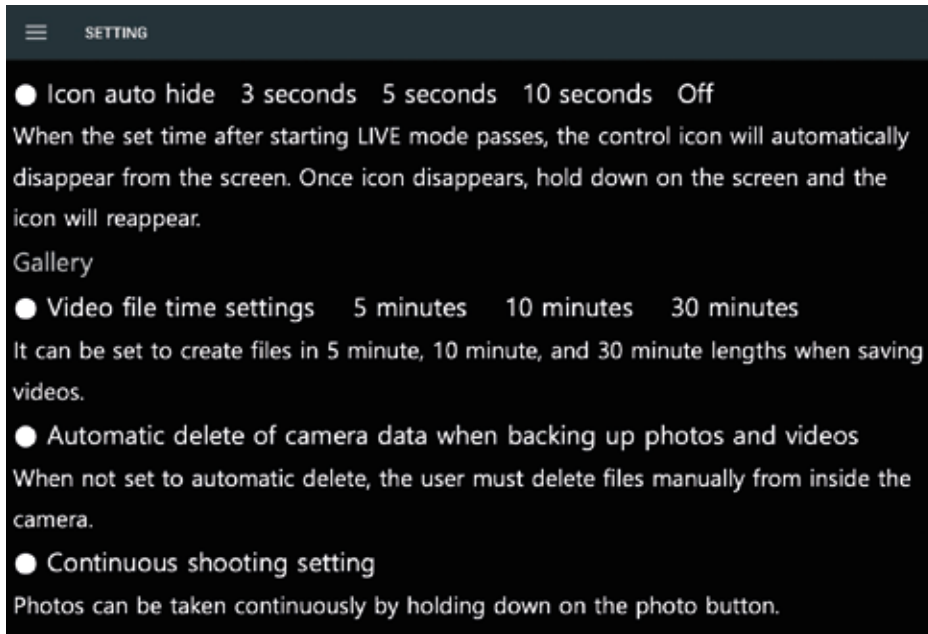 SETTING
● Icon auto hide 3 seconds 5 seconds 10 seconds Off
When the set time after starting LIVE mode passes, the control icon will automatically
disappear from the screen. Once icon disappears, hold down on the screen and the
icon will reappear.
Gallery
● Video file time settings 5 minutes 10 minutes 30 minutes
It can be set to create files in 5 minute, 10 minute, and 30 minute lengths when saving
videos.
● Automatic delete of camera data when backing up photos and videos
When not set to automatic delete, the user must delete files manually from inside the
camera.
● Continuous shooting setting
Photos can be taken continuously by holding down on the photo button.